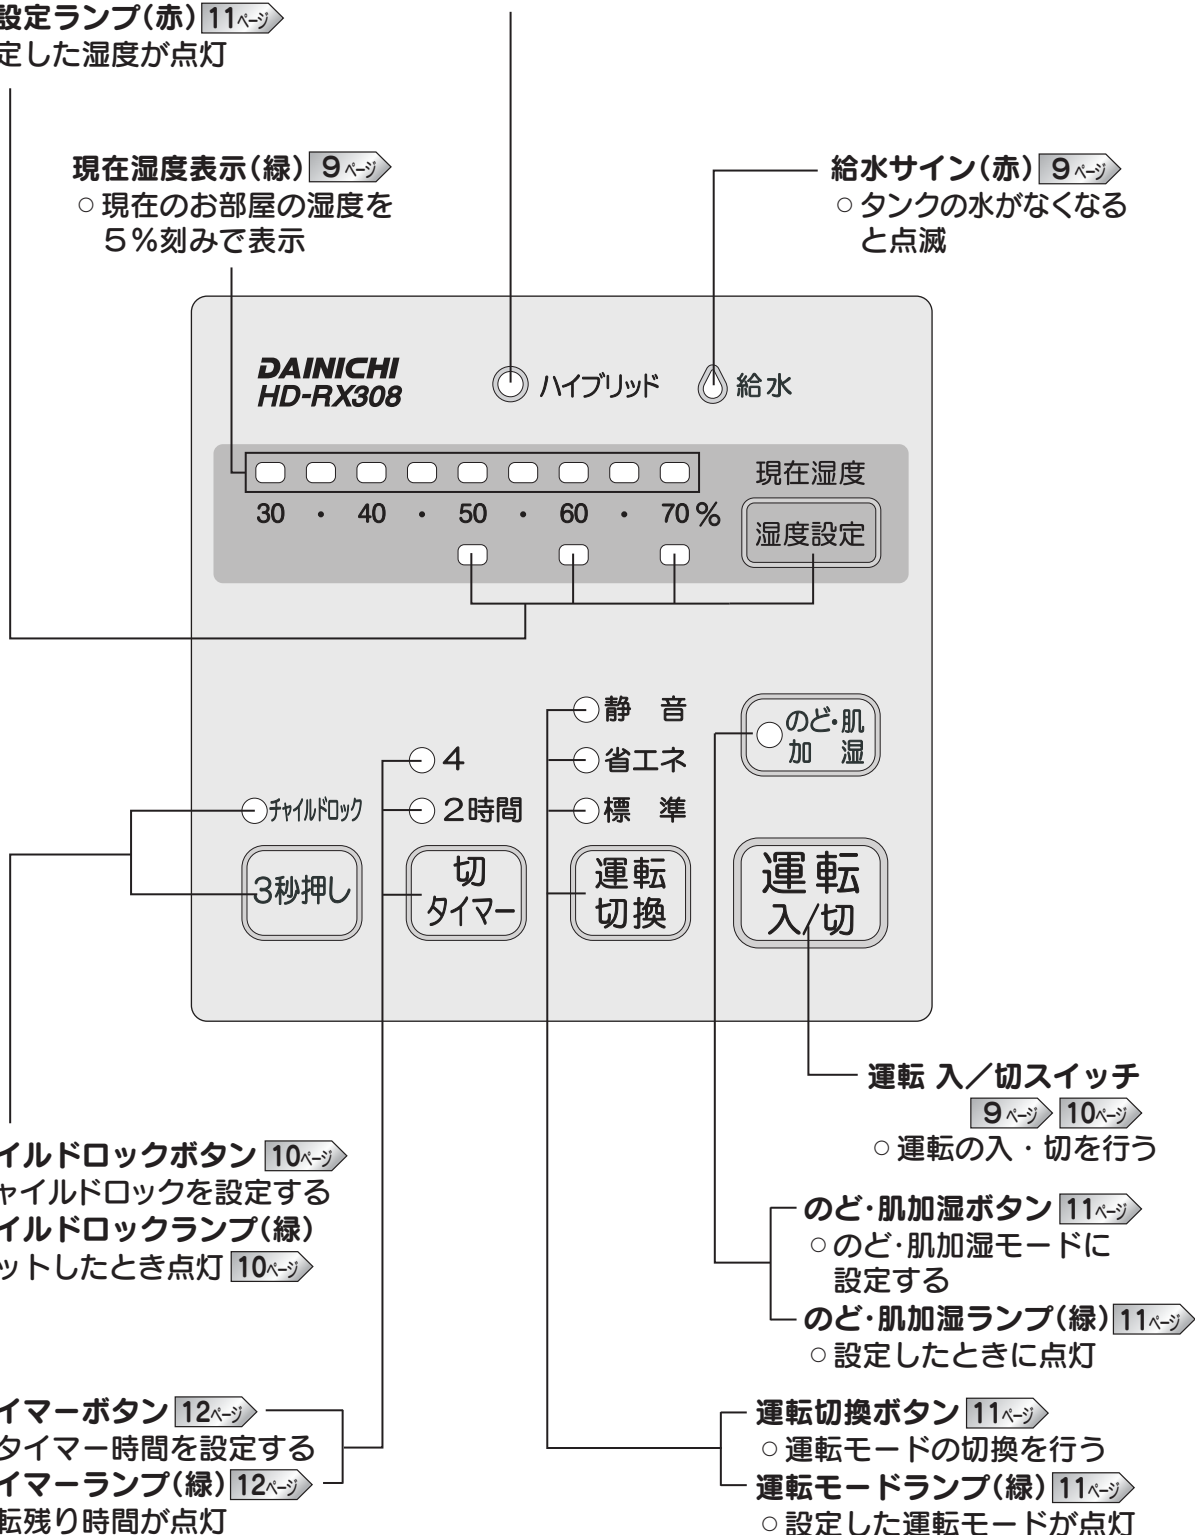 設定ランプ(赤) 11ページ
定した湿度が点灯
現在湿度表示(緑) 9ページ
○現在のお部屋の湿度を
５％刻みで表示
給水サイン(赤) 9ページ
○タンクの水がなくなる
と点滅
DAINICHI
HD-RX308
ハイブリッド
給水
現在湿度
30 ・ 40 ・ 50 ・ 60 ・ 70 %
湿度設定
静 音
省エネ
標 準
のど・肌
加 湿
4
2時間
チャイルドロック
3秒押し
切
タイマー
運転
切換
運転
入/切
運転 入／切スイッチ
9ページ 10ページ
○運転の入・切を行う
イルドロックボタン 10ページ
ャイルドロックを設定する
イルドロックランプ(緑)
ットしたとき点灯 10ページ
のど・肌加湿ボタン 11ページ
○のど・肌加湿モードに
設定する
のど・肌加湿ランプ(緑) 11ページ
○設定したときに点灯
イマーボタン 12ページ
タイマー時間を設定する
イマーランプ(緑) 12ページ
転残り時間が点灯
運転切換ボタン 11ページ
○運転モードの切換を行う
運転モードランプ(緑) 11ページ
○設定した運転モードが点灯